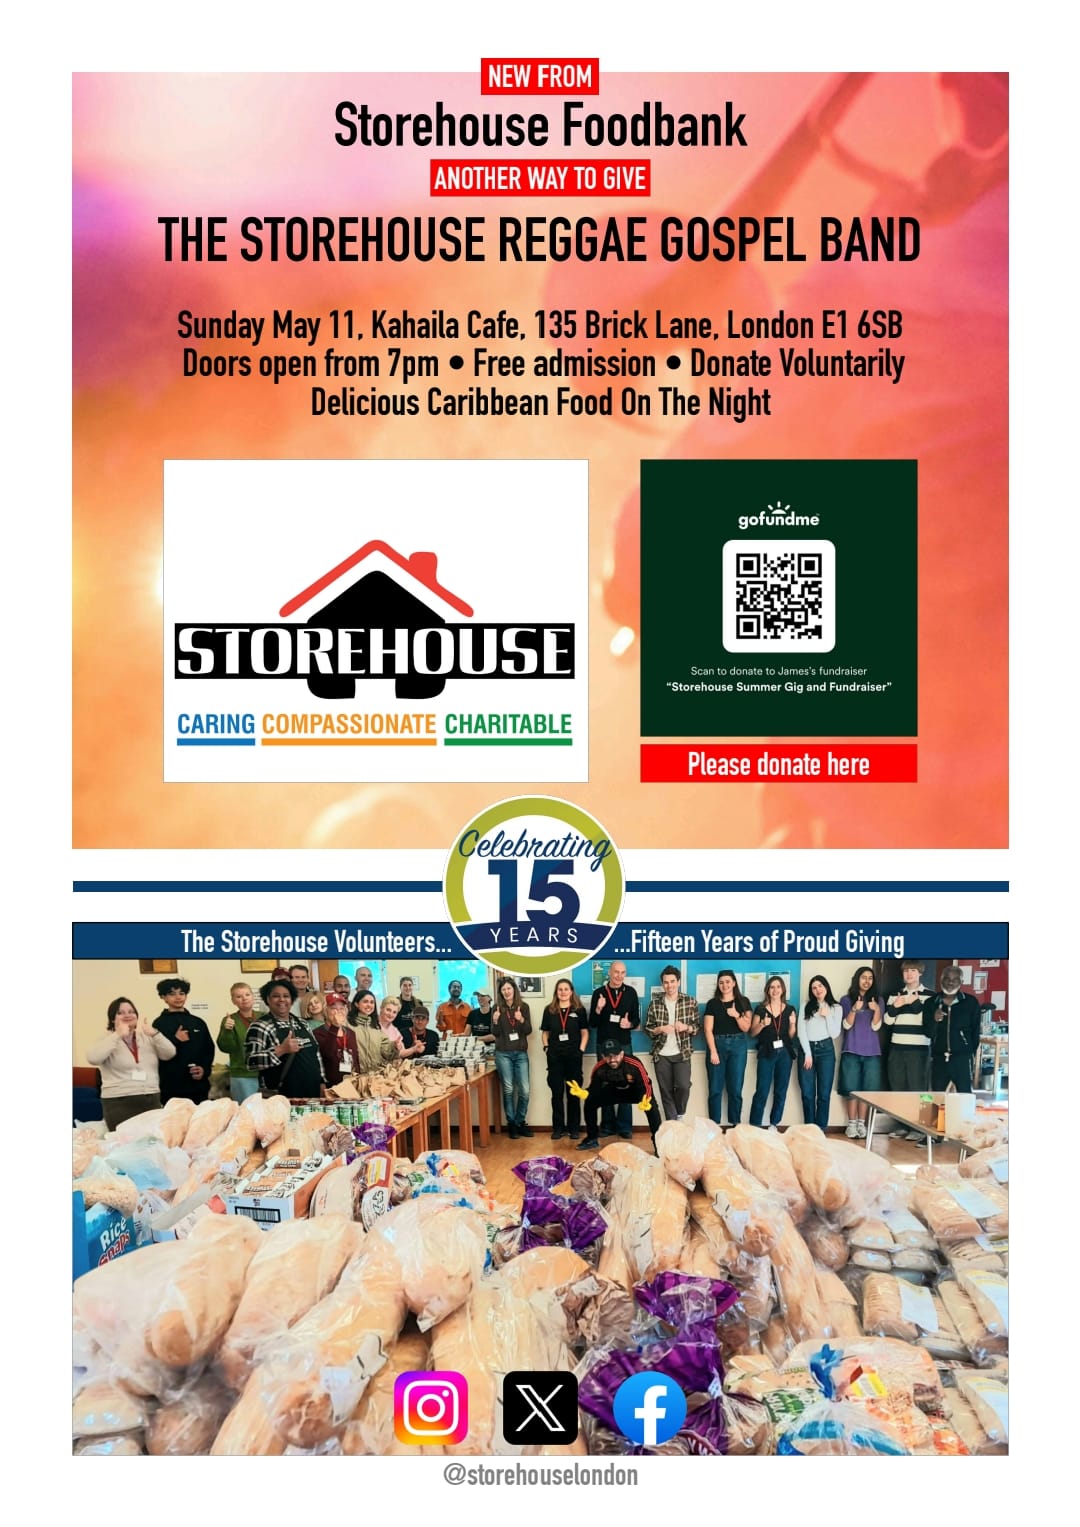 NEW FROM
Storehouse Foodbank
ANOTHER WAY TO GIVE
THE STOREHOUSE REGGAE GOSPEL BAND
Sunday May 11, Kahaila Cafe, 135 Brick Lane, London E1 6SB
Doors open from 7pm • Free admission • Donate Voluntarily
Delicious Caribbean Food On The Night
STOREHOUSE
CARING COMPASSIONATE CHARITABLE
gofundme
Scan to donate to James's fundraiser
“Storehouse Summer Gig and Fundraiser”
Please donate here
Celebrating
15
YEARS
The Storehouse Volunteers...
...Fifteen Years of Proud Giving
Rice
Snaps
@storehouselondon